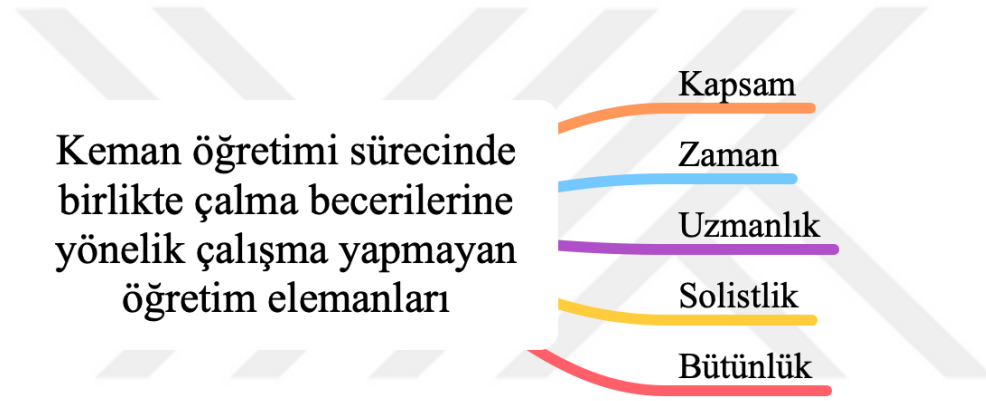 Keman öğretimi sürecinde
birlikte çalma becerilerine
yönelik çalışma yapmayan
öğretim elemanları
Kapsam
Zaman
Uzmanlık
Solistlik
Bütünlük